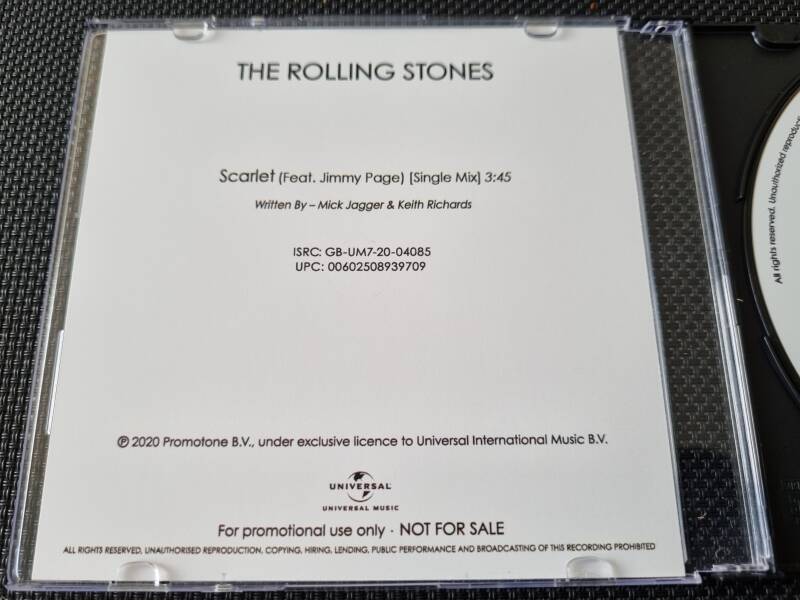 THE ROLLING STONES
Scarlet (Feat. Jimmy Page) [Single Mix] 3:45
Written By – Mick Jagger & Keith Richards
ISRC: GB-UM7-20-04085
UPC: 00602508939709
℗ 2020 Promotone B.V., under exclusive licence to Universal International Music B.V.
UNIVERSAL
UNIVERSAL MUSIC
For promotional use only · NOT FOR SALE
ALL RIGHTS RESERVED, UNAUTHORISED REPRODUCTION, COPYING, HIRING, LENDING, PUBLIC PERFORMANCE AND BROADCASTING OF THIS RECORDING PROHIBITED
All rights reserved. Unauthorized